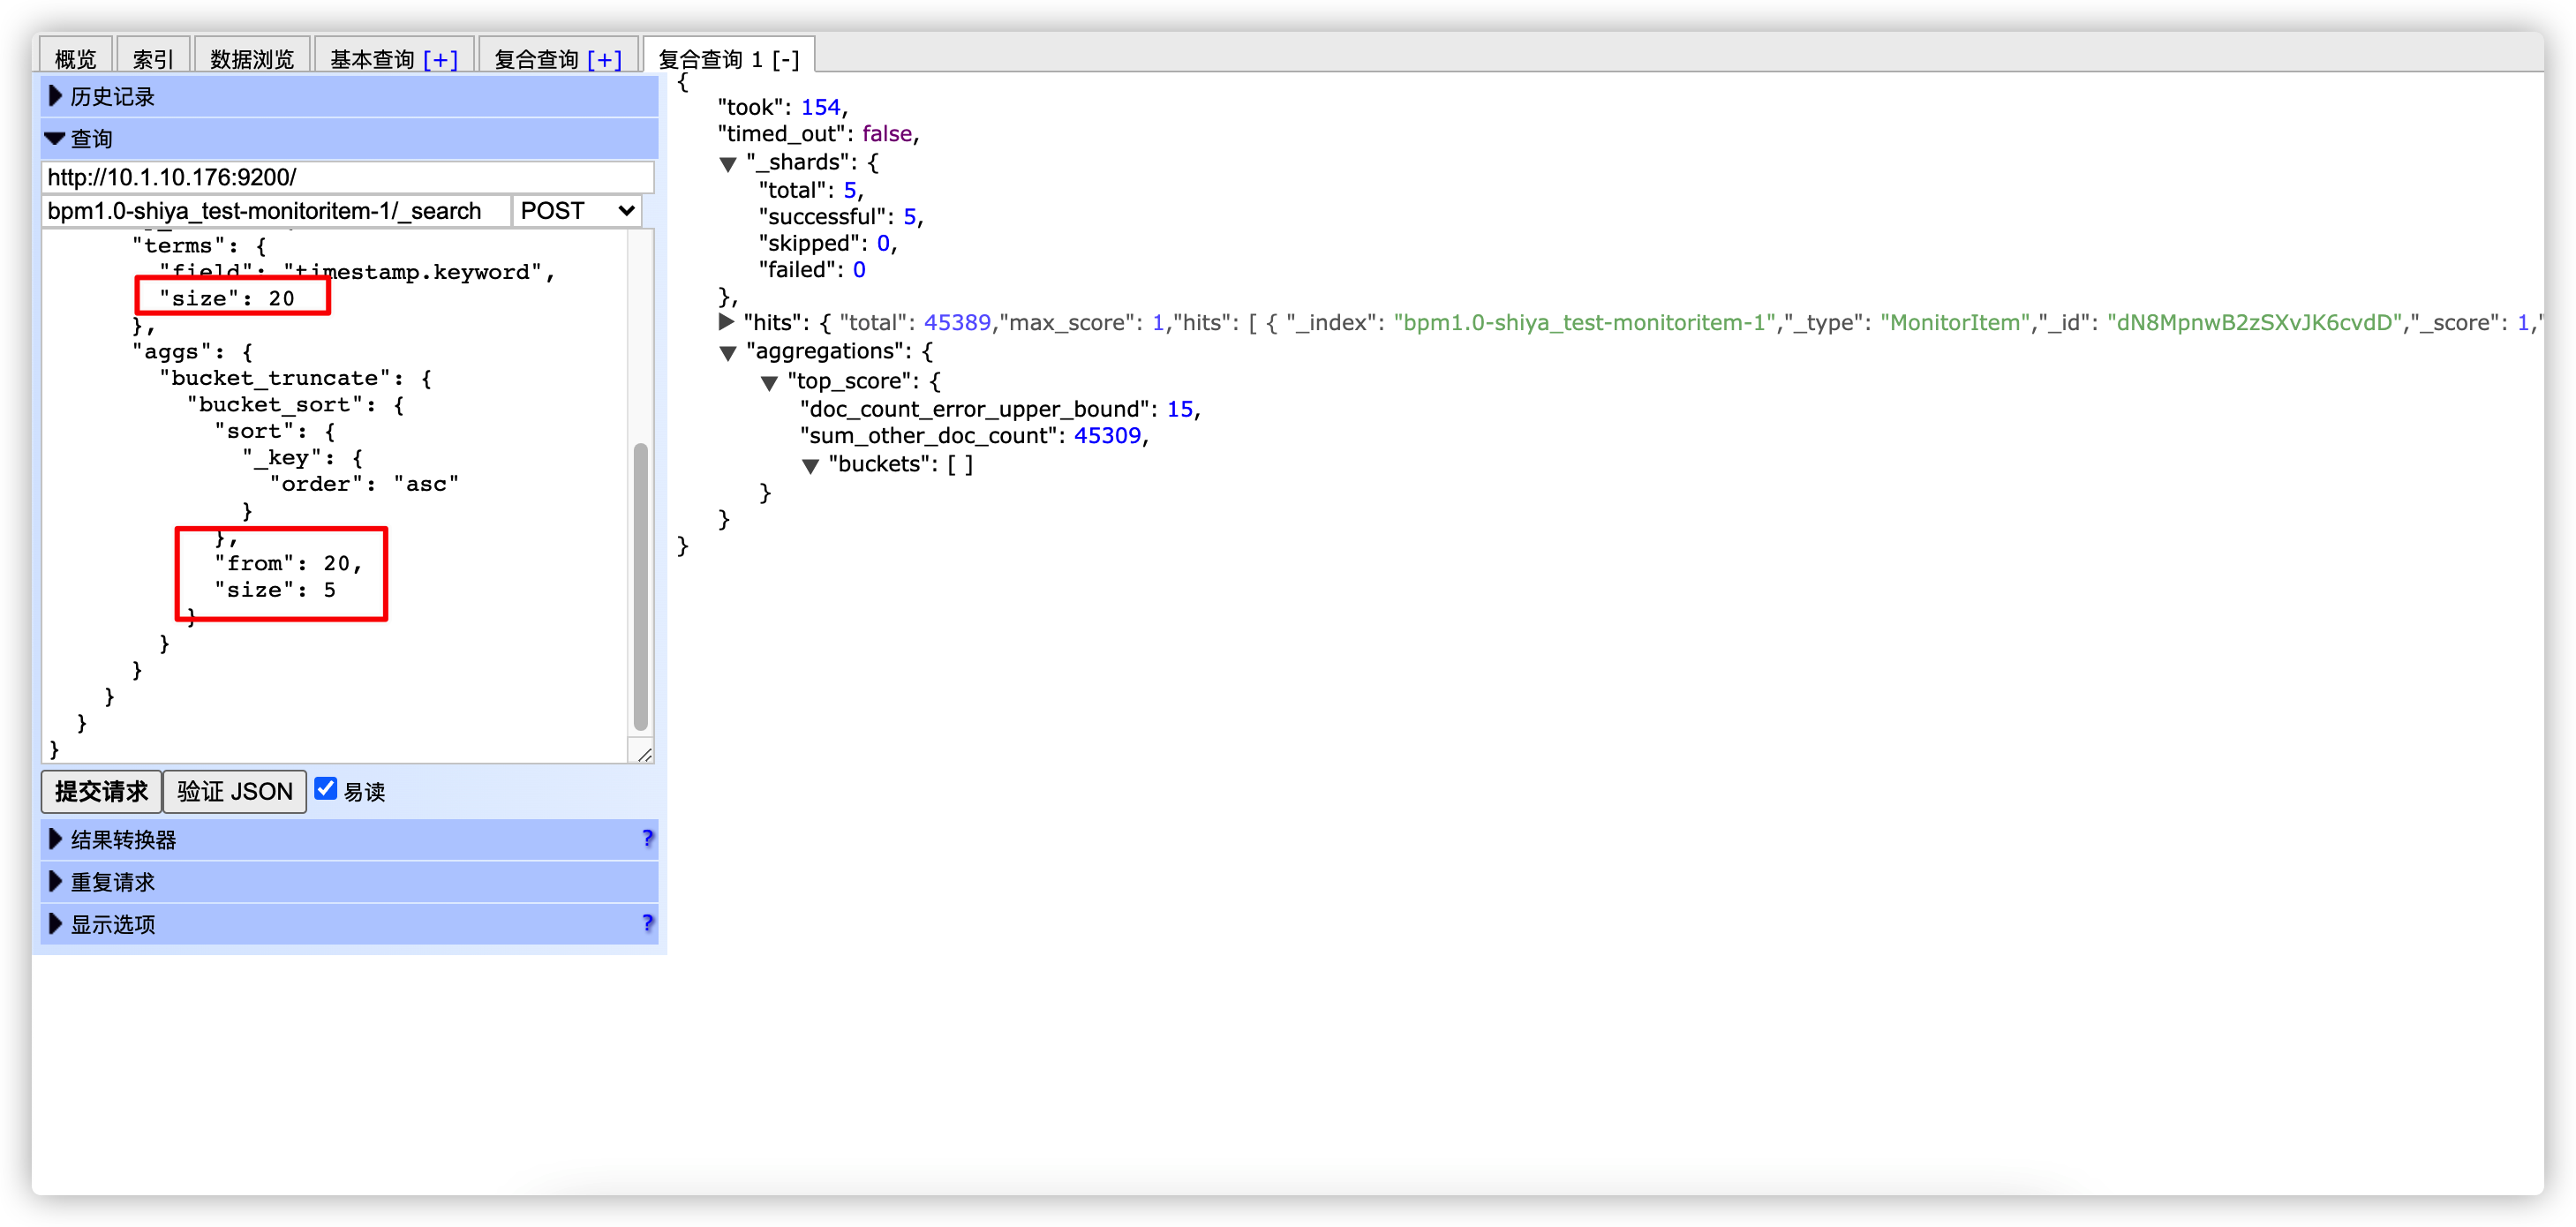 概览 索引 数据浏览 基本查询 [+] 复合查询 [+] 复合查询 1 [-]
历史记录
查询
http://10.1.10.176:9200/
bpm1.0-shiya_test-monitoritem-1/_search POST
"terms": {
"field": "timestamp.keyword",
"size": 20
},
"aggs": {
"bucket_truncate": {
"bucket_sort": {
"sort": {
"_key": {
"order": "asc"
}
},
"from": 20,
"size": 5
}
}
}
}
}
}
提交请求 验证 JSON 易读
结果转换器 ?
重复请求
显示选项 ?
{
"took": 154,
"timed_out": false,
"_shards": {
"total": 5,
"successful": 5,
"skipped": 0,
"failed": 0
},
"hits": { "total": 45389,"max_score": 1,"hits": [ { "_index": "bpm1.0-shiya_test-monitoritem-1","_type": "MonitorItem","_id": "dN8MpnwB2zSXvJK6cvdD","_score": 1,"
"aggregations": {
"top_score": {
"doc_count_error_upper_bound": 15,
"sum_other_doc_count": 45309,
"buckets": [ ]
}
}
}